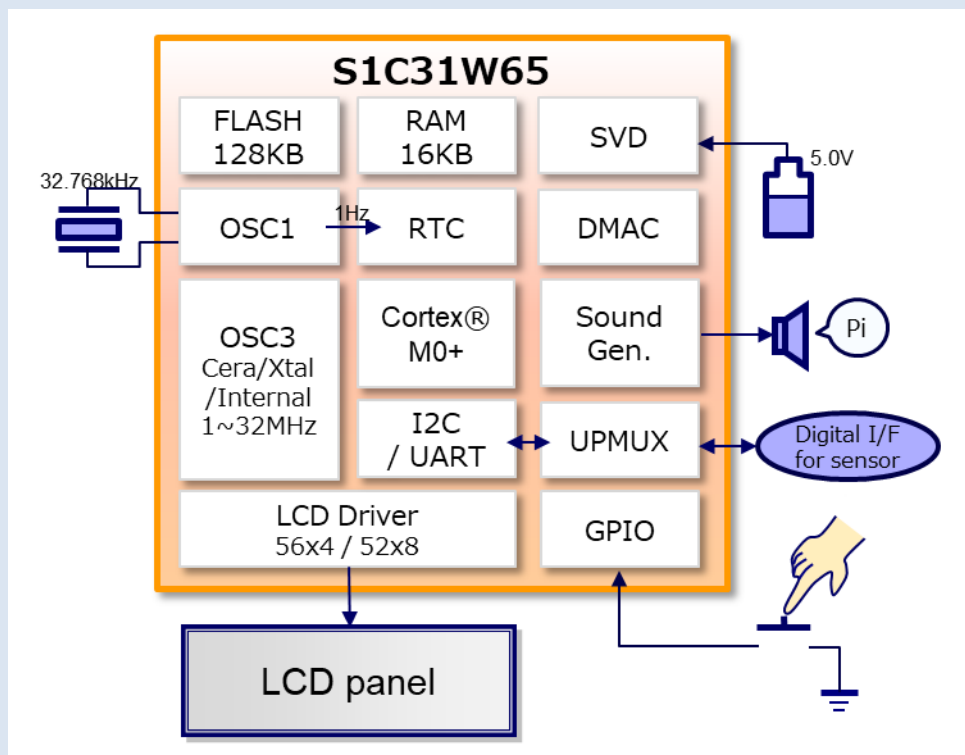 S1C31W65
FLASH
128KB
RAM
16KB
SVD
5.0V
32.768kHz
OSC1
1Hz
RTC
DMAC
OSC3
Cera/Xtal
/Internal
1~32MHz
Cortex®
M0+
Sound
Gen.
Pi
I2C
/ UART
UPMUX
Digital I/F
for sensor
LCD Driver
56x4 / 52x8
GPIO
LCD panel